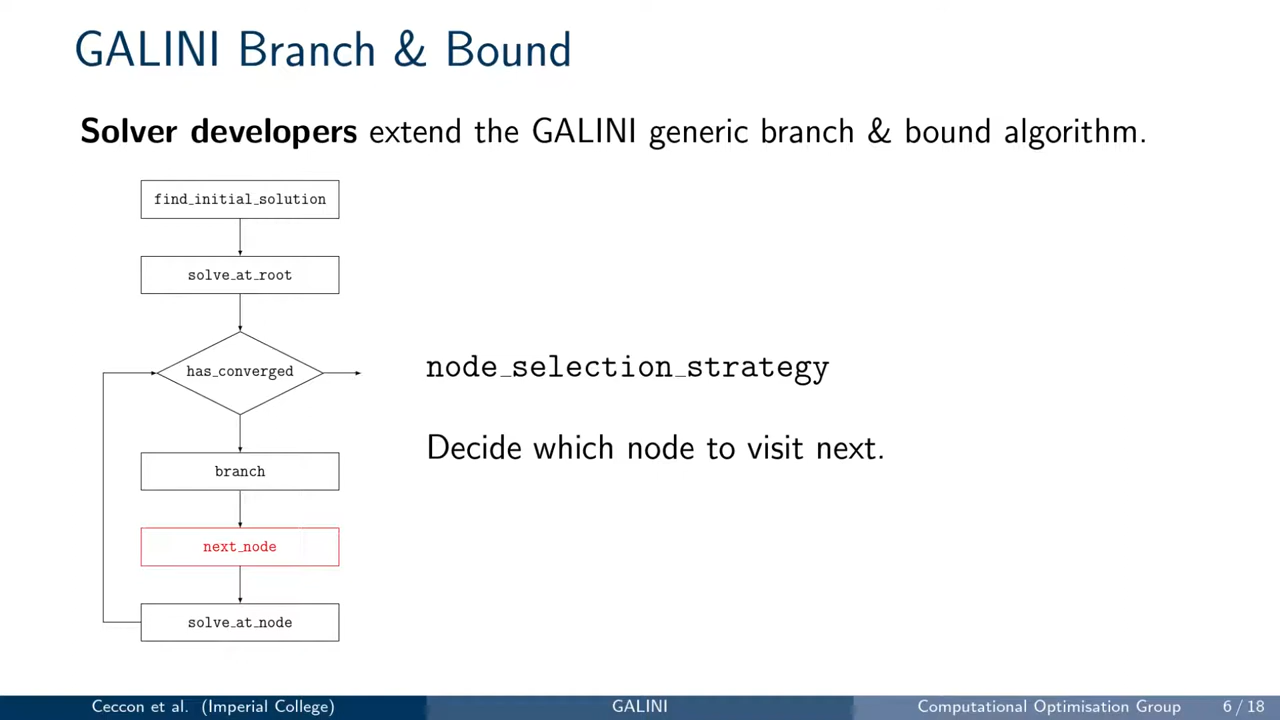 GALINI Branch & Bound
Solver developers extend the GALINI generic branch & bound algorithm.
find_initial_solution
solve_at_root
has_converged
branch
next_node
solve_at_node
node_selection_strategy
Decide which node to visit next.
Ceccon et al. (Imperial College)
GALINI
Computational Optimisation Group
6 / 18